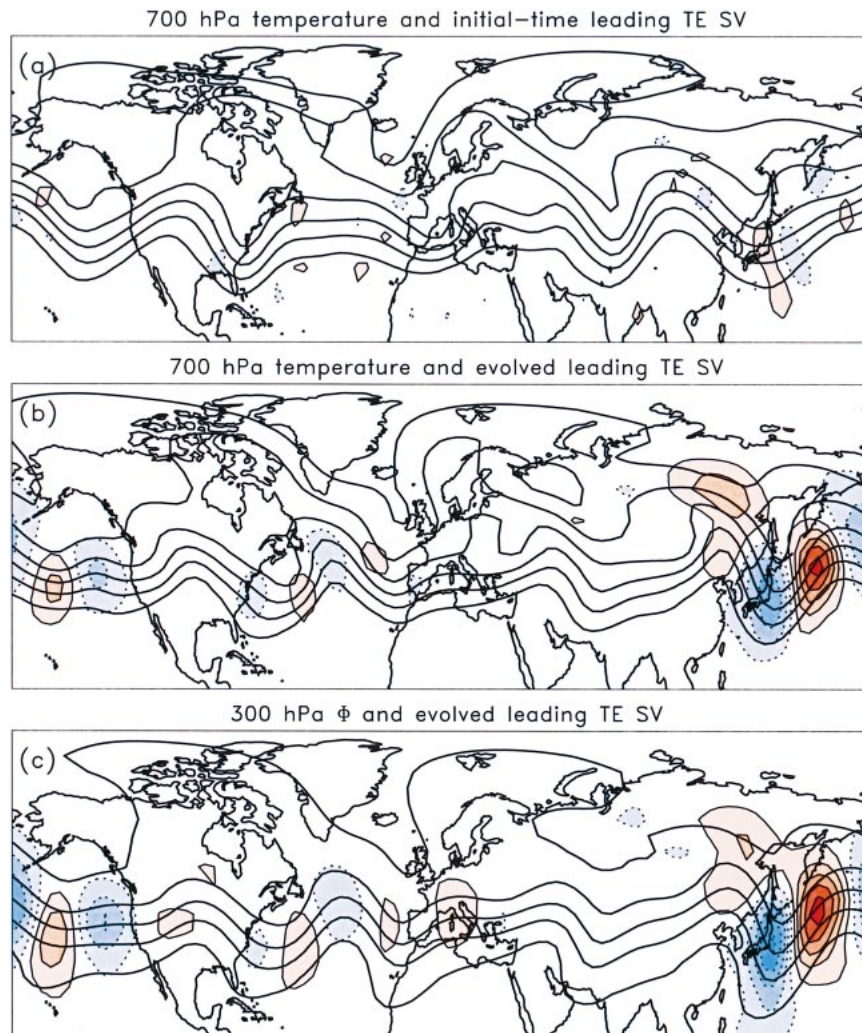 700 hPa temperature and initial-time leading TE SV
(a)
700 hPa temperature and evolved leading TE SV
(b)
300 hPa Φ and evolved leading TE SV
(c)